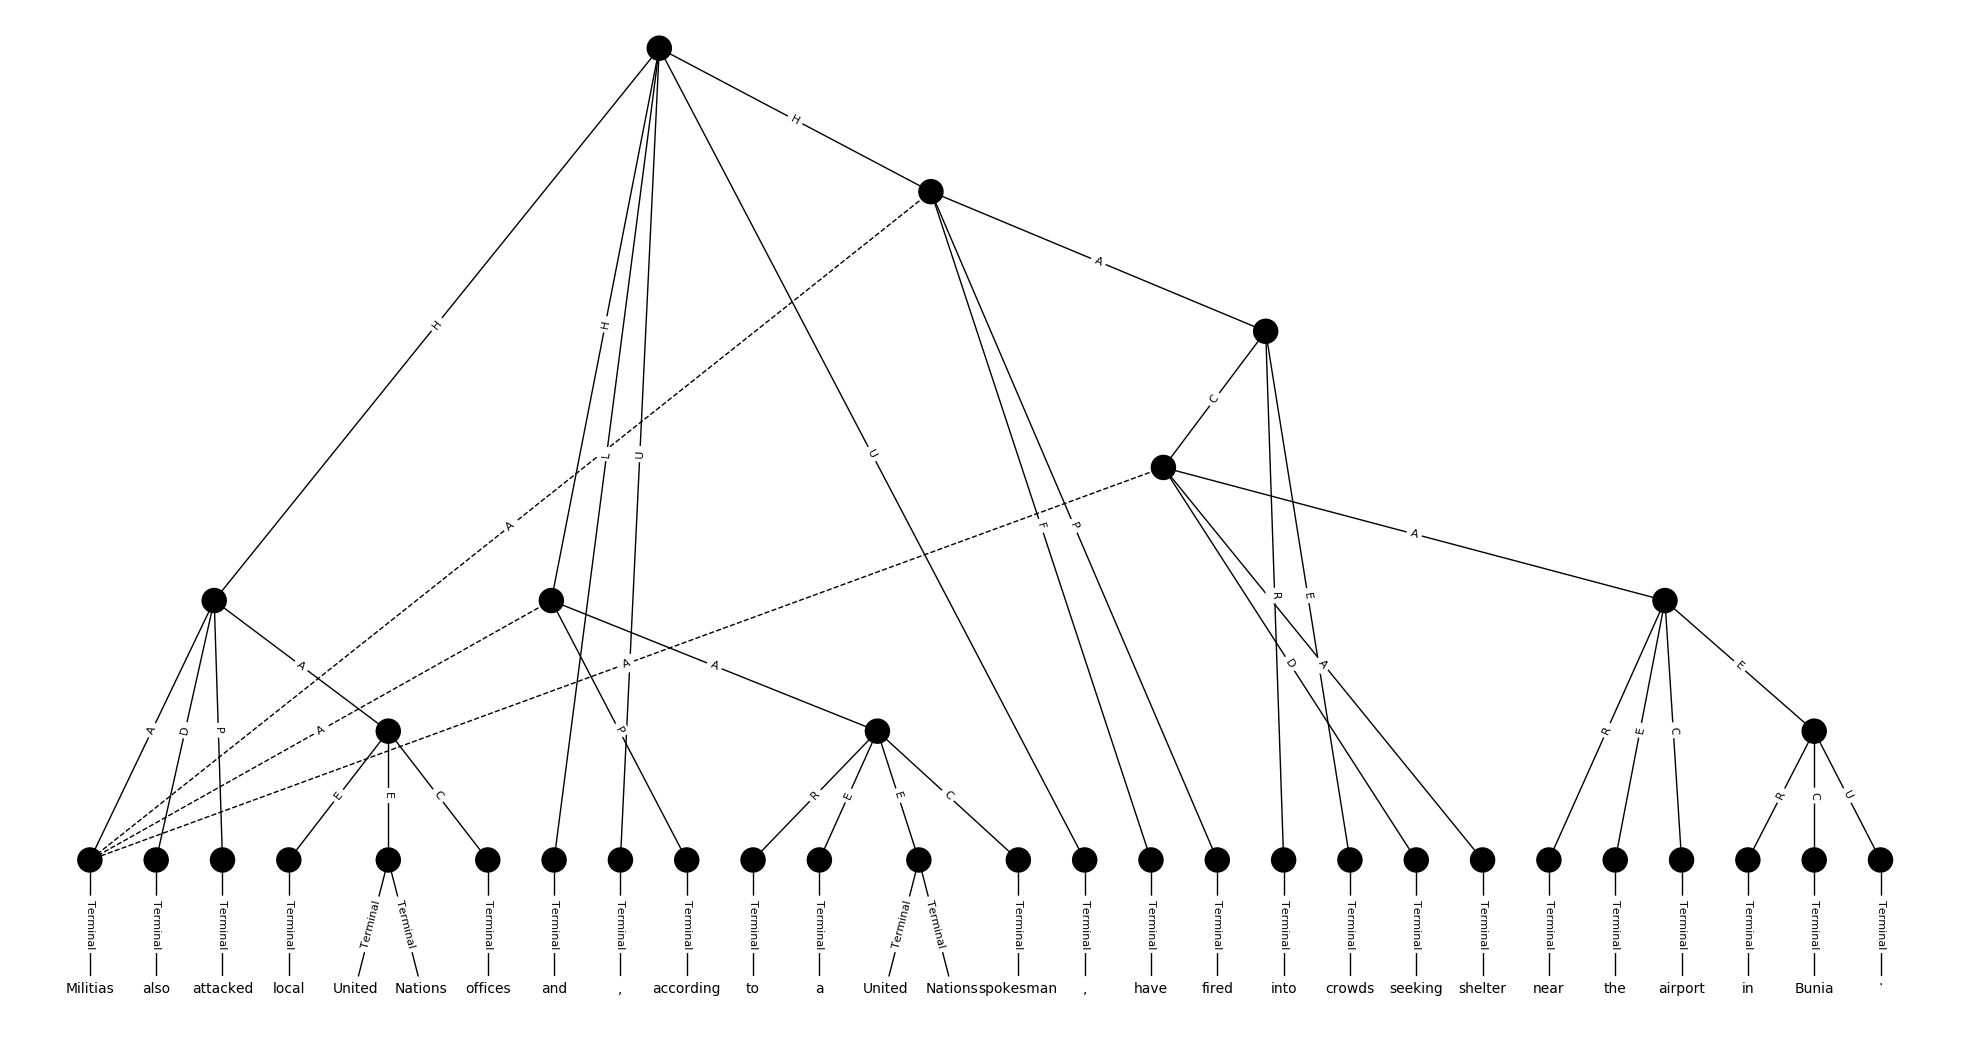 H
H
A
H
C
L
U
U
A
F
P
A
A
R
E
A
A
A
D
A
E
A
D
P
A
P
R
E
C
E
E
C
R
E
E
C
R
C
U
Terminal Terminal Terminal Terminal Terminal Terminal Terminal Terminal Terminal Terminal Terminal Terminal Terminal Terminal Terminal Terminal Terminal Terminal Terminal Terminal Terminal Terminal Terminal Terminal Terminal Terminal Terminal Terminal
Militias also attacked local United Nations offices and , according to a United Nations spokesman , have fired into crowds seeking shelter near the airport in Bunia .